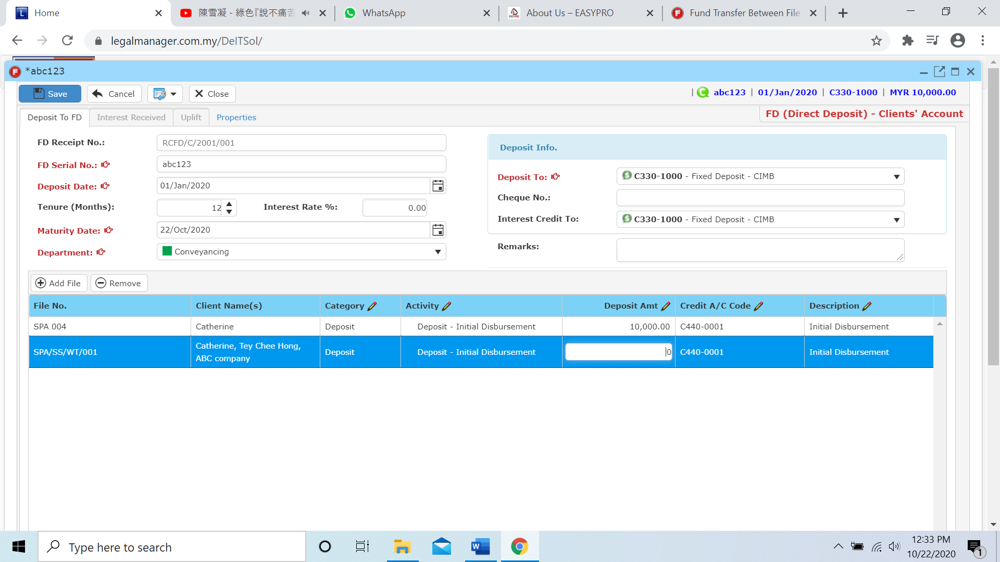 Home
陳雪凝 - 綠色『說不痛苦
WhatsApp
About Us – EASYPRO
Fund Transfer Between File
legalmanager.com.my/DeITSol/
*abc123
Save
Cancel
Close
| abc123 | 01/Jan/2020 | C330-1000 | MYR 10,000.00
Deposit To FD
Interest Received
Uplift
Properties
FD (Direct Deposit) - Clients' Account
FD Receipt No.:
RCFD/C/2001/001
FD Serial No.:
abc123
Deposit Date:
01/Jan/2020
Tenure (Months):
12
Interest Rate %:
0.00
Maturity Date:
22/Oct/2020
Department:
Conveyancing
Deposit Info.
Deposit To:
C330-1000 - Fixed Deposit - CIMB
Cheque No.:
Interest Credit To:
C330-1000 - Fixed Deposit - CIMB
Remarks:
Add File
Remove
File No.
Client Name(s)
Category
Activity
Deposit Amt
Credit A/C Code
Description
SPA 004
Catherine
Deposit
Deposit - Initial Disbursement
10,000.00
C440-0001
Initial Disbursement
SPA/SS/WT/001
Catherine, Tey Chee Hong,
ABC company
Deposit
Deposit - Initial Disbursement
0
C440-0001
Initial Disbursement
Type here to search
12:33 PM
10/22/2020
1